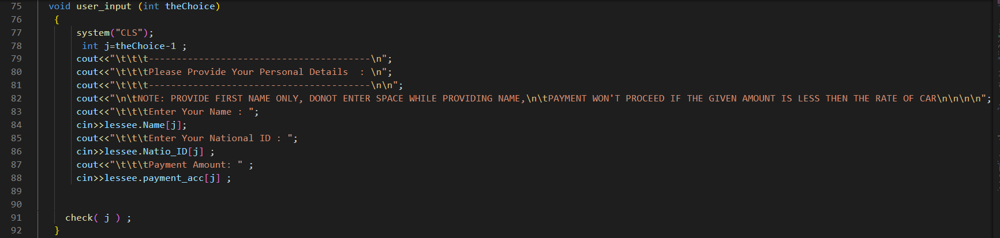 75 void user_input (int theChoice)
76 {
77 system("CLS");
78 int j=theChoice-1 ;
79 cout<<"\t\t\t----------------------------------------\n";
80 cout<<"\t\t\tPlease Provide Your Personal Details  : \n";
81 cout<<"\t\t\t----------------------------------------\n\n";
82 cout<<"\n\tNOTE: PROVIDE FIRST NAME ONLY, DONOT ENTER SPACE WHILE PROVIDING NAME,\n\tPAYMENT WON'T PROCEED IF THE GIVEN AMOUNT IS LESS THEN THE RATE OF CAR\n\n\n\n";
83 cout<<"\t\t\tEnter Your Name : ";
84 cin>>lessee.Name[j];
85 cout<<"\t\t\tEnter Your National ID : ";
86 cin>>lessee.Natio_ID[j] ;
87 cout<<"\t\t\tPayment Amount: " ;
88 cin>>lessee.payment_acc[j] ;
89
90
91 check( j ) ;
92 }